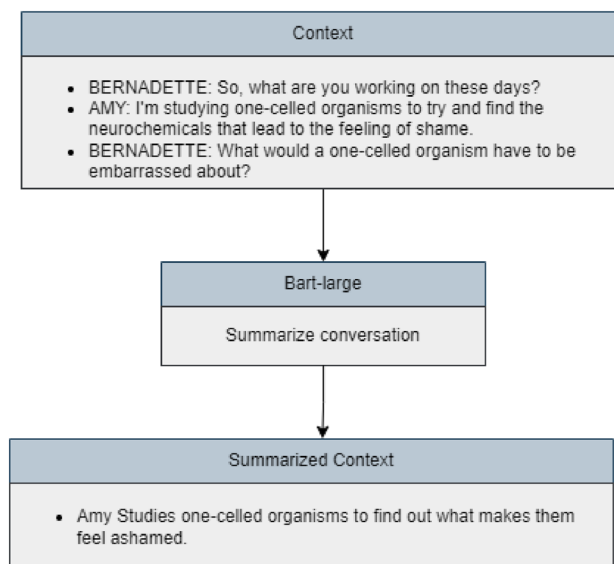 Context
• BERNADETTE: So, what are you working on these days?
• AMY: I'm studying one-celled organisms to try and find the
neurochemicals that lead to the feeling of shame.
• BERNADETTE: What would a one-celled organism have to be
embarrassed about?
Bart-large
Summarize conversation
Summarized Context
• Amy Studies one-celled organisms to find out what makes them
feel ashamed.